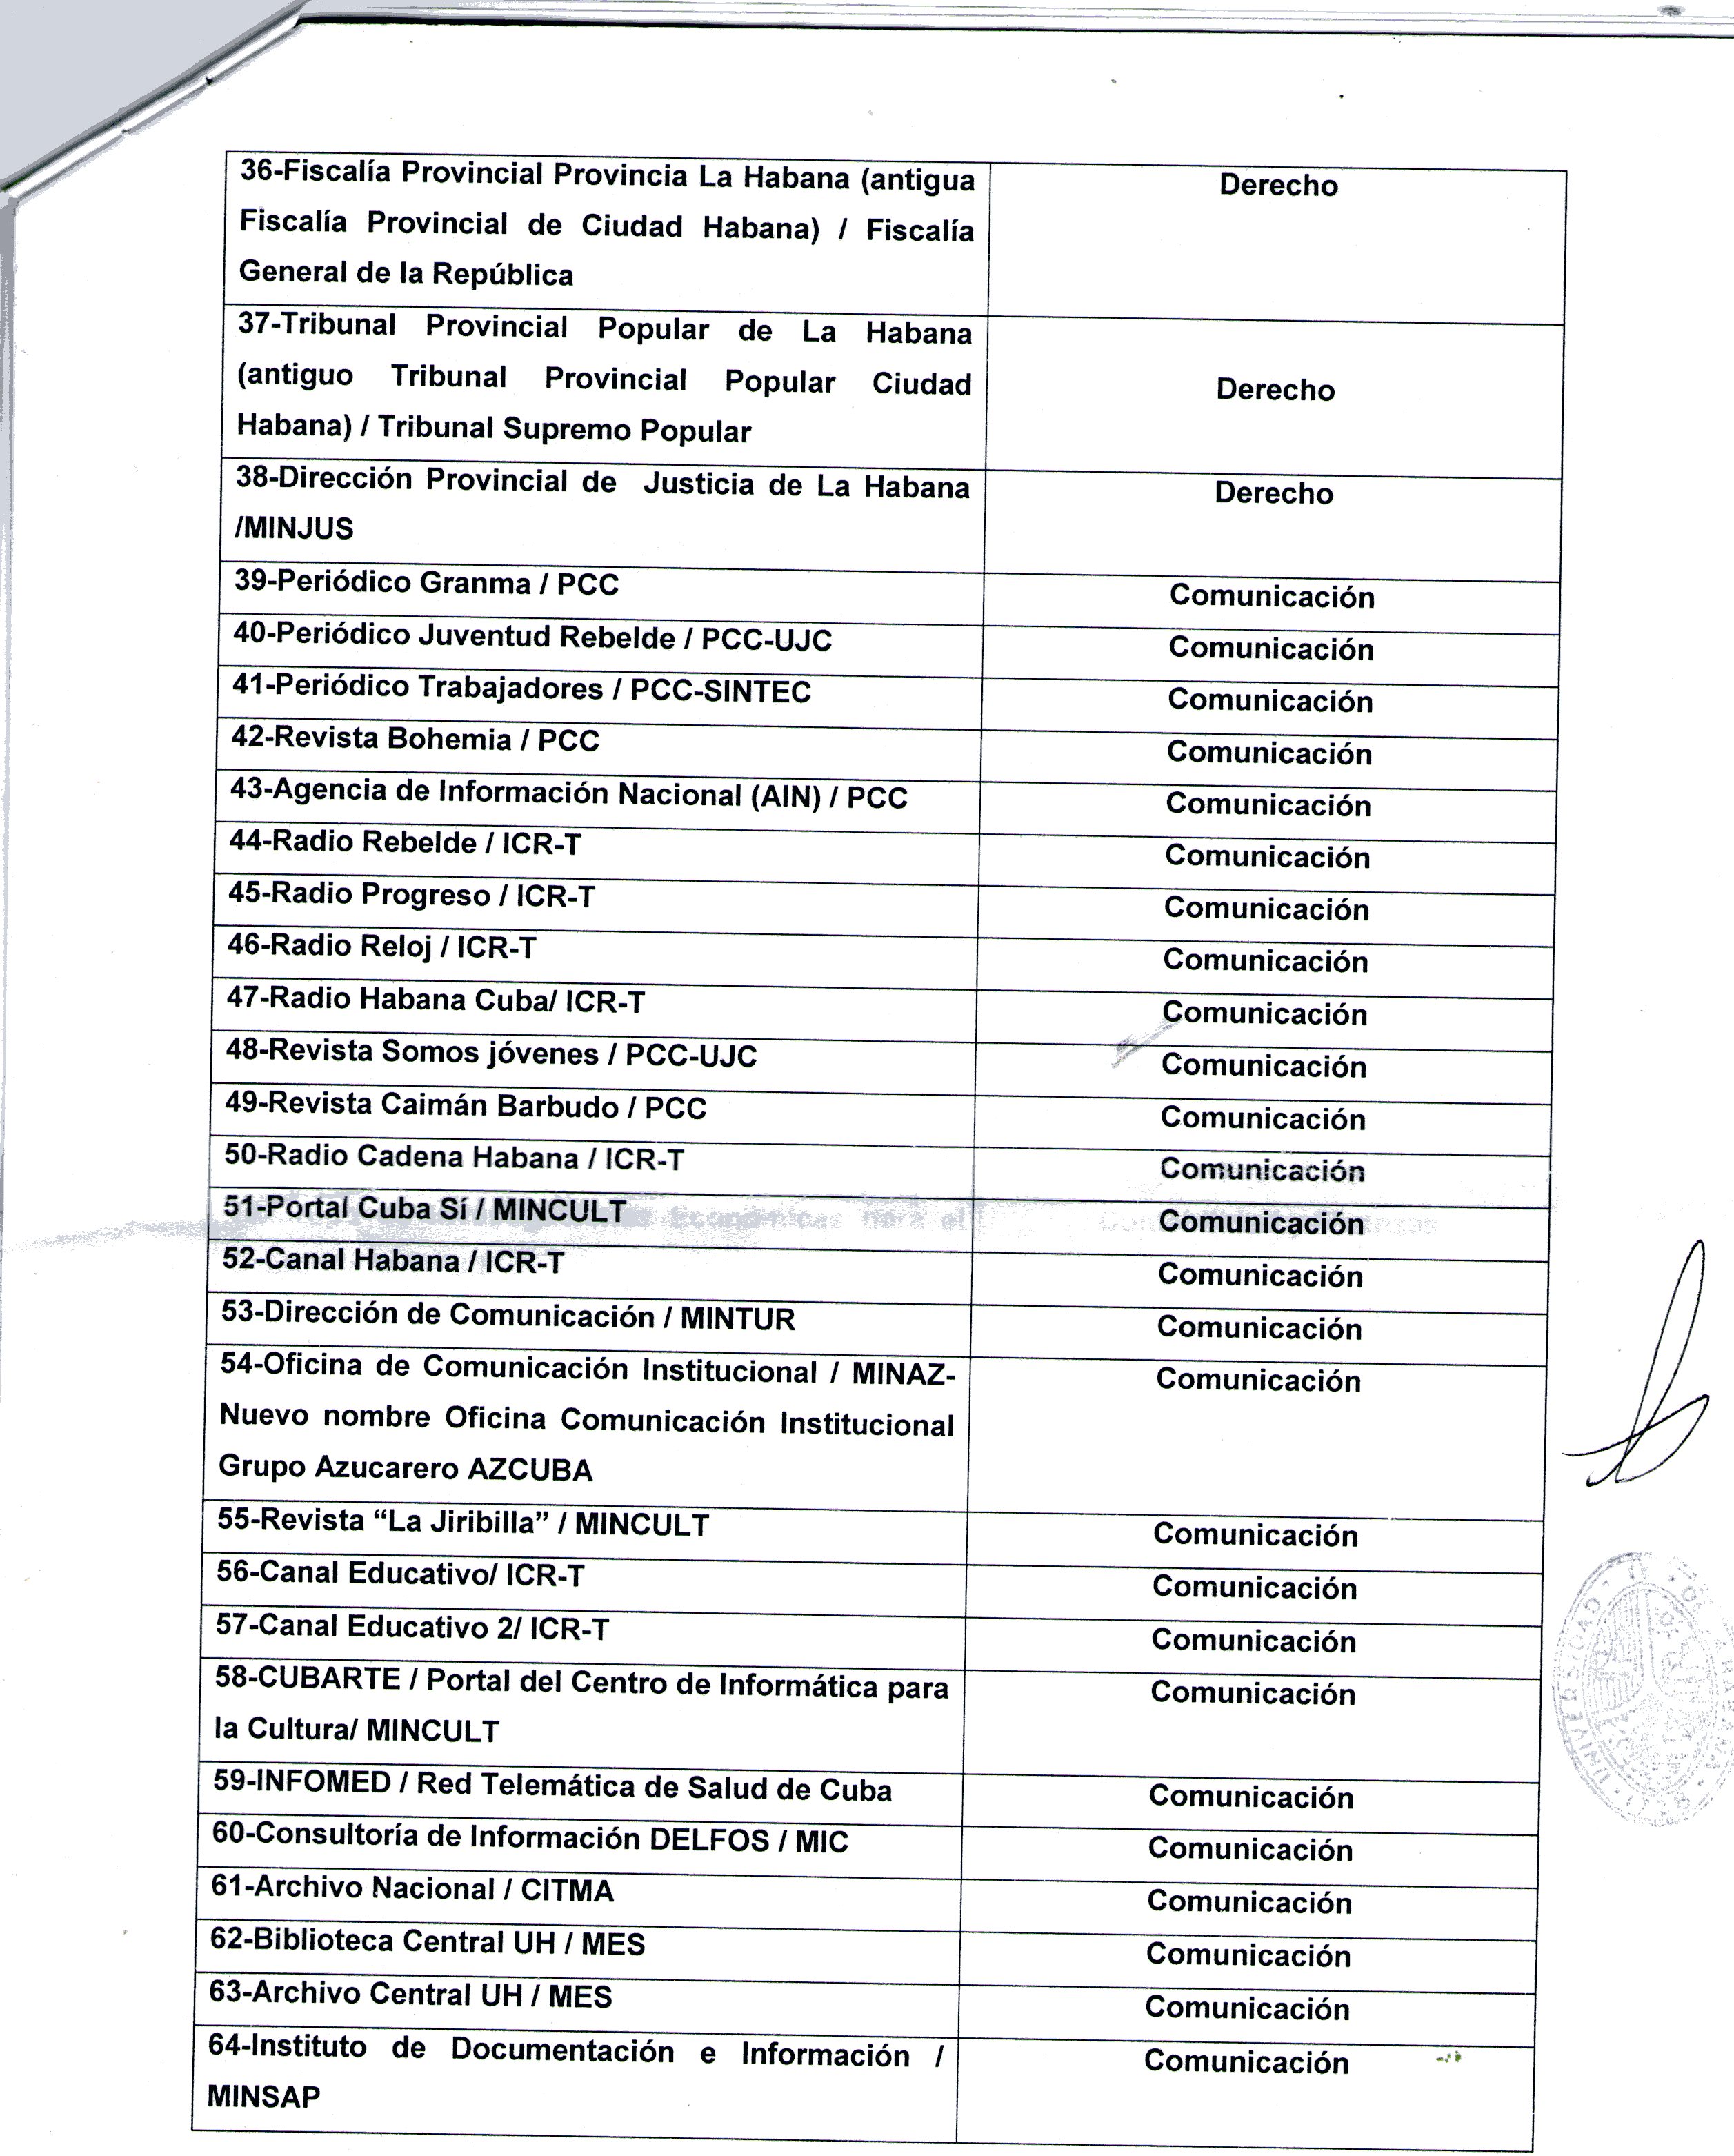 36-Fiscalía Provincial Provincia La Habana (antigua
Fiscalía Provincial de Ciudad Habana) / Fiscalía
General de la República
Derecho
37-Tribunal Provincial Popular de La Habana
(antiguo Tribunal Provincial Popular Ciudad
Habana) / Tribunal Supremo Popular
Derecho
38-Dirección Provincial de Justicia de La Habana
/MINJUS
Derecho
39-Periódico Granma / PCC
Comunicación
40-Periódico Juventud Rebelde / PCC-UJC
Comunicación
41-Periódico Trabajadores / PCC-SINTEC
Comunicación
42-Revista Bohemia / PCC
Comunicación
43-Agencia de Información Nacional (AIN) / PCC
Comunicación
44-Radio Rebelde / ICR-T
Comunicación
45-Radio Progreso / ICR-T
Comunicación
46-Radio Reloj / ICR-T
Comunicación
47-Radio Habana Cuba/ ICR-T
Comunicación
48-Revista Somos jóvenes / PCC-UJC
Comunicación
49-Revista Caimán Barbudo / PCC
Comunicación
50-Radio Cadena Habana / ICR-T
Comunicación
51-Portal Cuba Sí / MINCULT
Económicas para el
Comunicación
52-Canal Habana / ICR-T
Comunicación
53-Dirección de Comunicación / MINTUR
Comunicación
54-Oficina de Comunicación Institucional / MINAZ-
Nuevo nombre Oficina Comunicación Institucional
Grupo Azucarero AZCUBA
Comunicación
55-Revista “La Jiribilla” / MINCULT
Comunicación
56-Canal Educativo/ ICR-T
Comunicación
57-Canal Educativo 2/ ICR-T
Comunicación
58-CUBARTE / Portal del Centro de Informática para
la Cultura/ MINCULT
Comunicación
59-INFOMED / Red Telemática de Salud de Cuba
Comunicación
60-Consultoría de Información DELFOS / MIC
Comunicación
61-Archivo Nacional / CITMA
Comunicación
62-Biblioteca Central UH / MES
Comunicación
63-Archivo Central UH / MES
Comunicación
64-Instituto de Documentación e Información /
MINSAP
Comunicación
UNIVERSIDAD